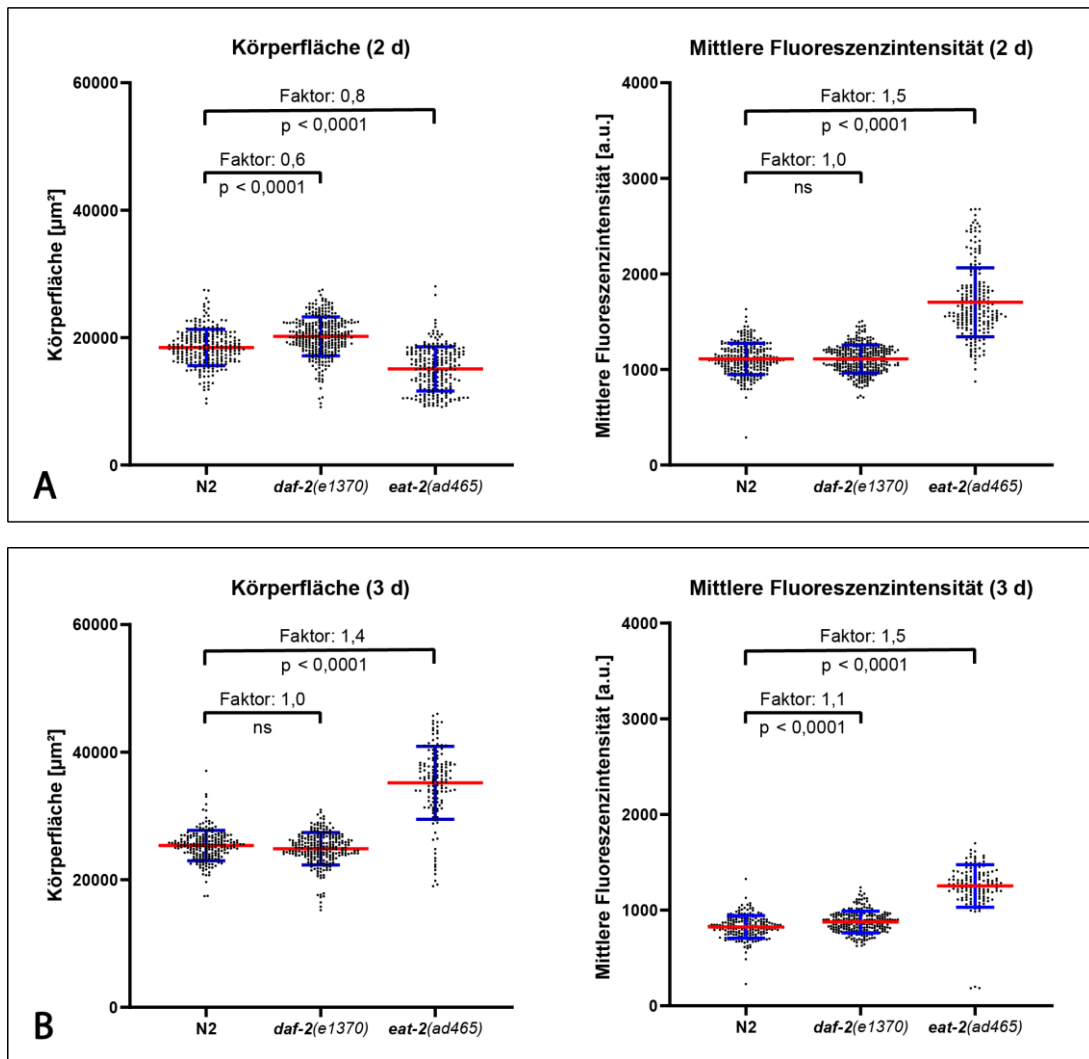 Körperfläche (2 d)
Körperfläche [µm²]
60000
40000
20000
0
Faktor: 0,8
p < 0,0001
Faktor: 0,6
p < 0,0001
N2
daf-2(e1370)
eat-2(ad465)
A
Mittlere Fluoreszenzintensität (2 d)
Mittlere Fluoreszenzintensität [a.u.]
4000
3000
2000
1000
0
Faktor: 1,5
p < 0,0001
Faktor: 1,0
ns
N2
daf-2(e1370)
eat-2(ad465)
Körperfläche (3 d)
Körperfläche [µm²]
60000
40000
20000
0
Faktor: 1,4
p < 0,0001
Faktor: 1,0
ns
N2
daf-2(e1370)
eat-2(ad465)
B
Mittlere Fluoreszenzintensität (3 d)
Mittlere Fluoreszenzintensität [a.u.]
4000
3000
2000
1000
0
Faktor: 1,5
p < 0,0001
Faktor: 1,1
p < 0,0001
N2
daf-2(e1370)
eat-2(ad465)